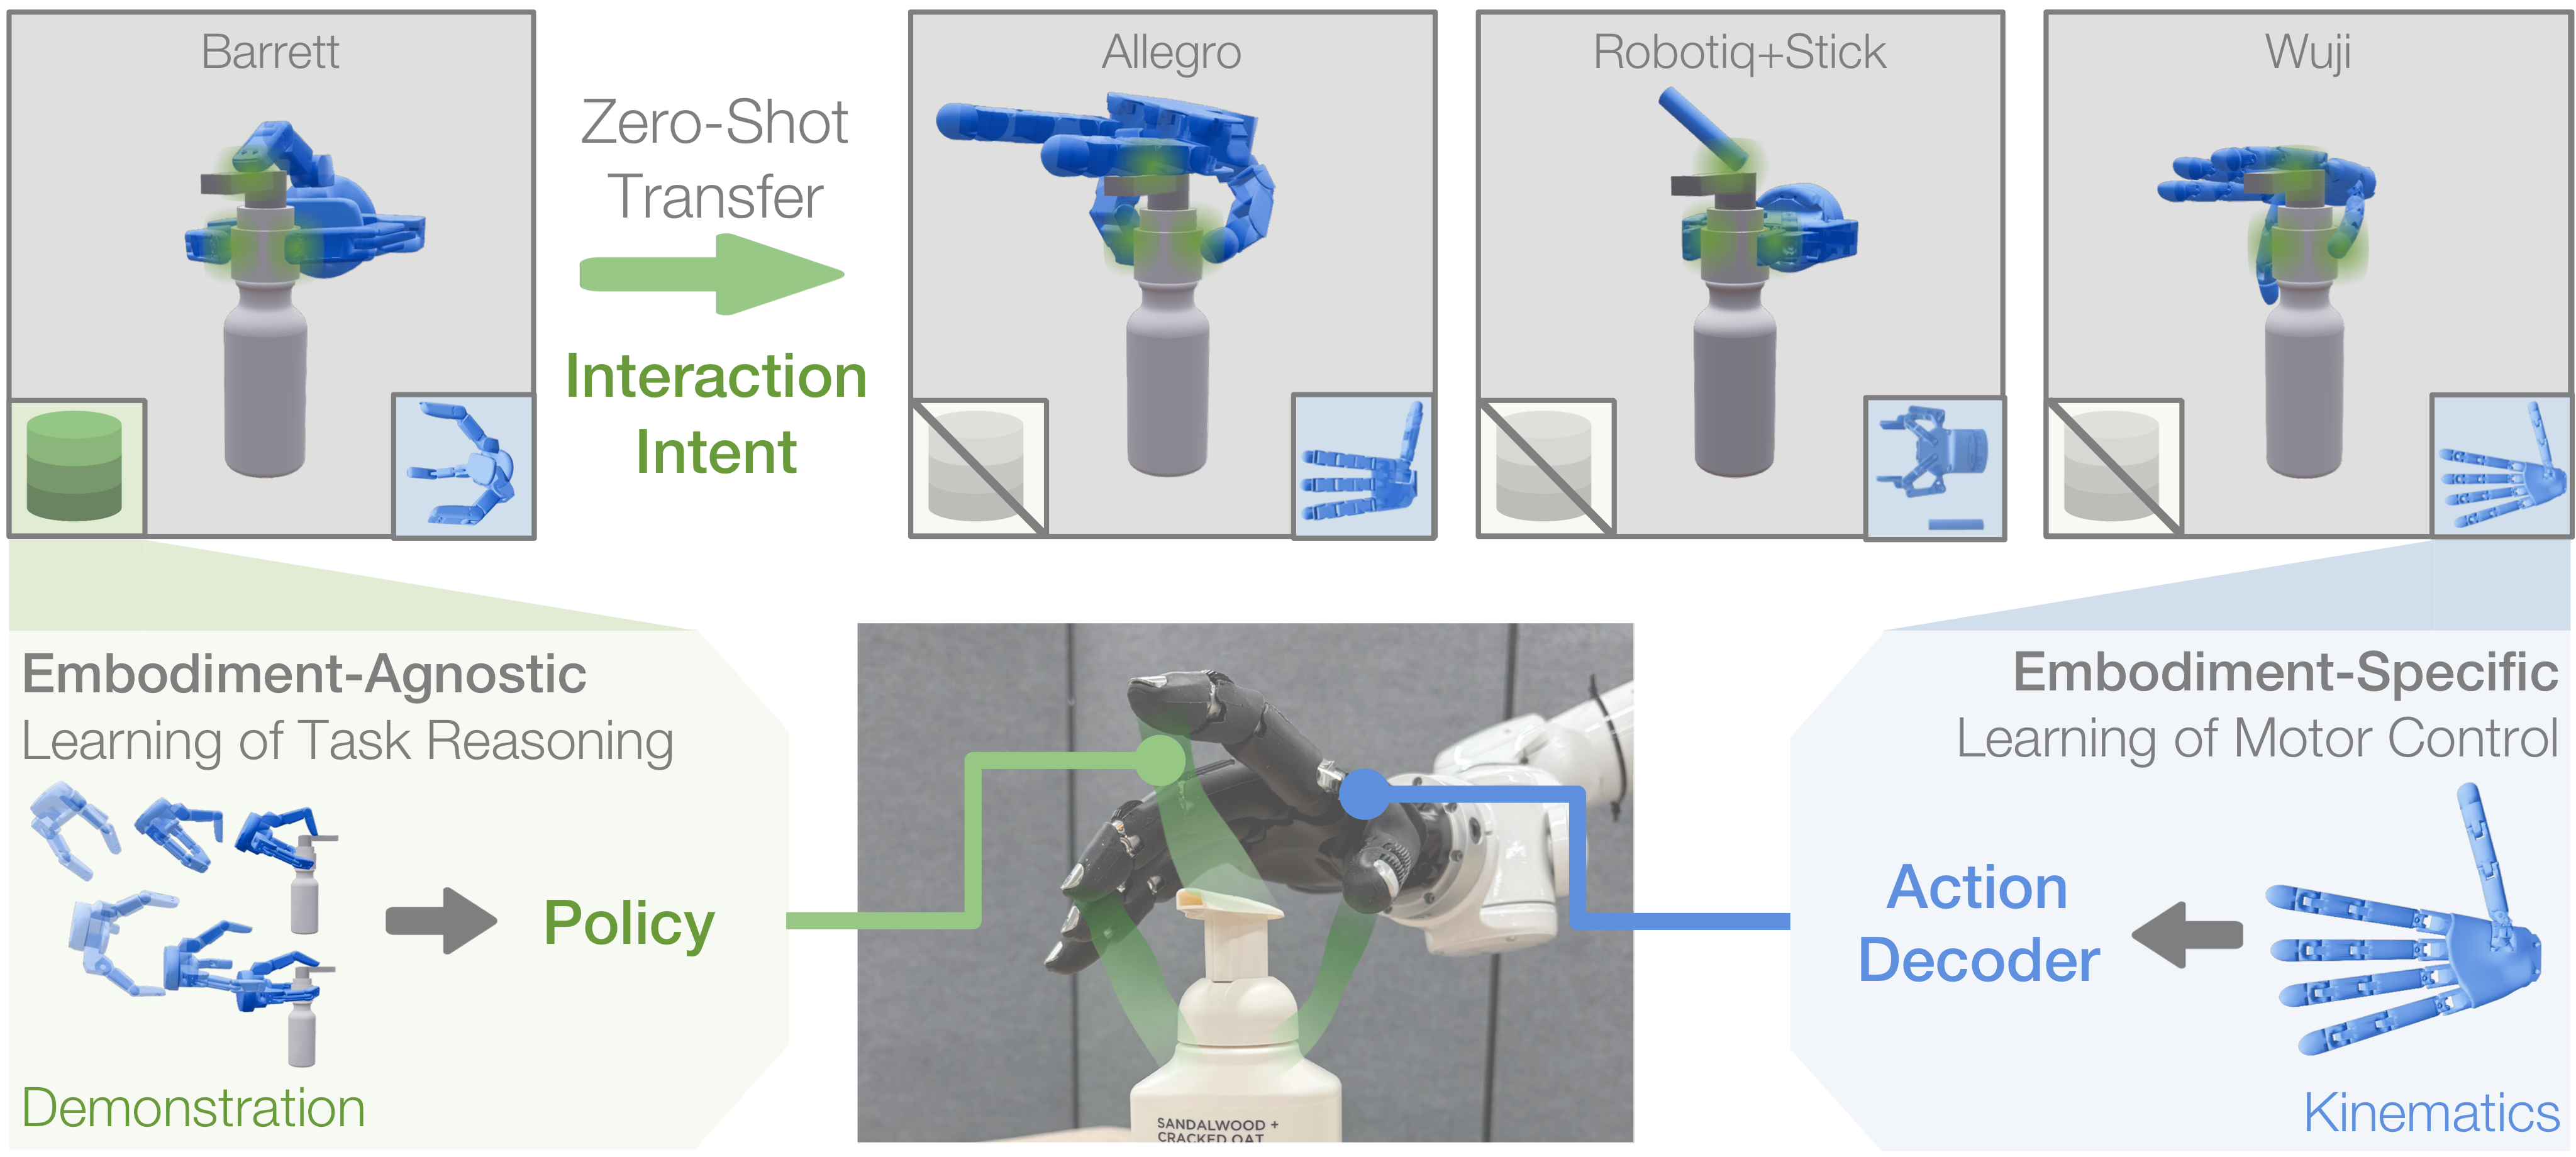 Barrett
Zero-Shot
Transfer
Interaction
Intent
Allegro
Robotiq+Stick
Wuji
Embodiment-Agnostic
Learning of Task Reasoning
Policy
Demonstration
SANDALWOOD +
CRACKED OAT
Embodiment-Specific
Learning of Motor Control
Action
Decoder
Kinematics